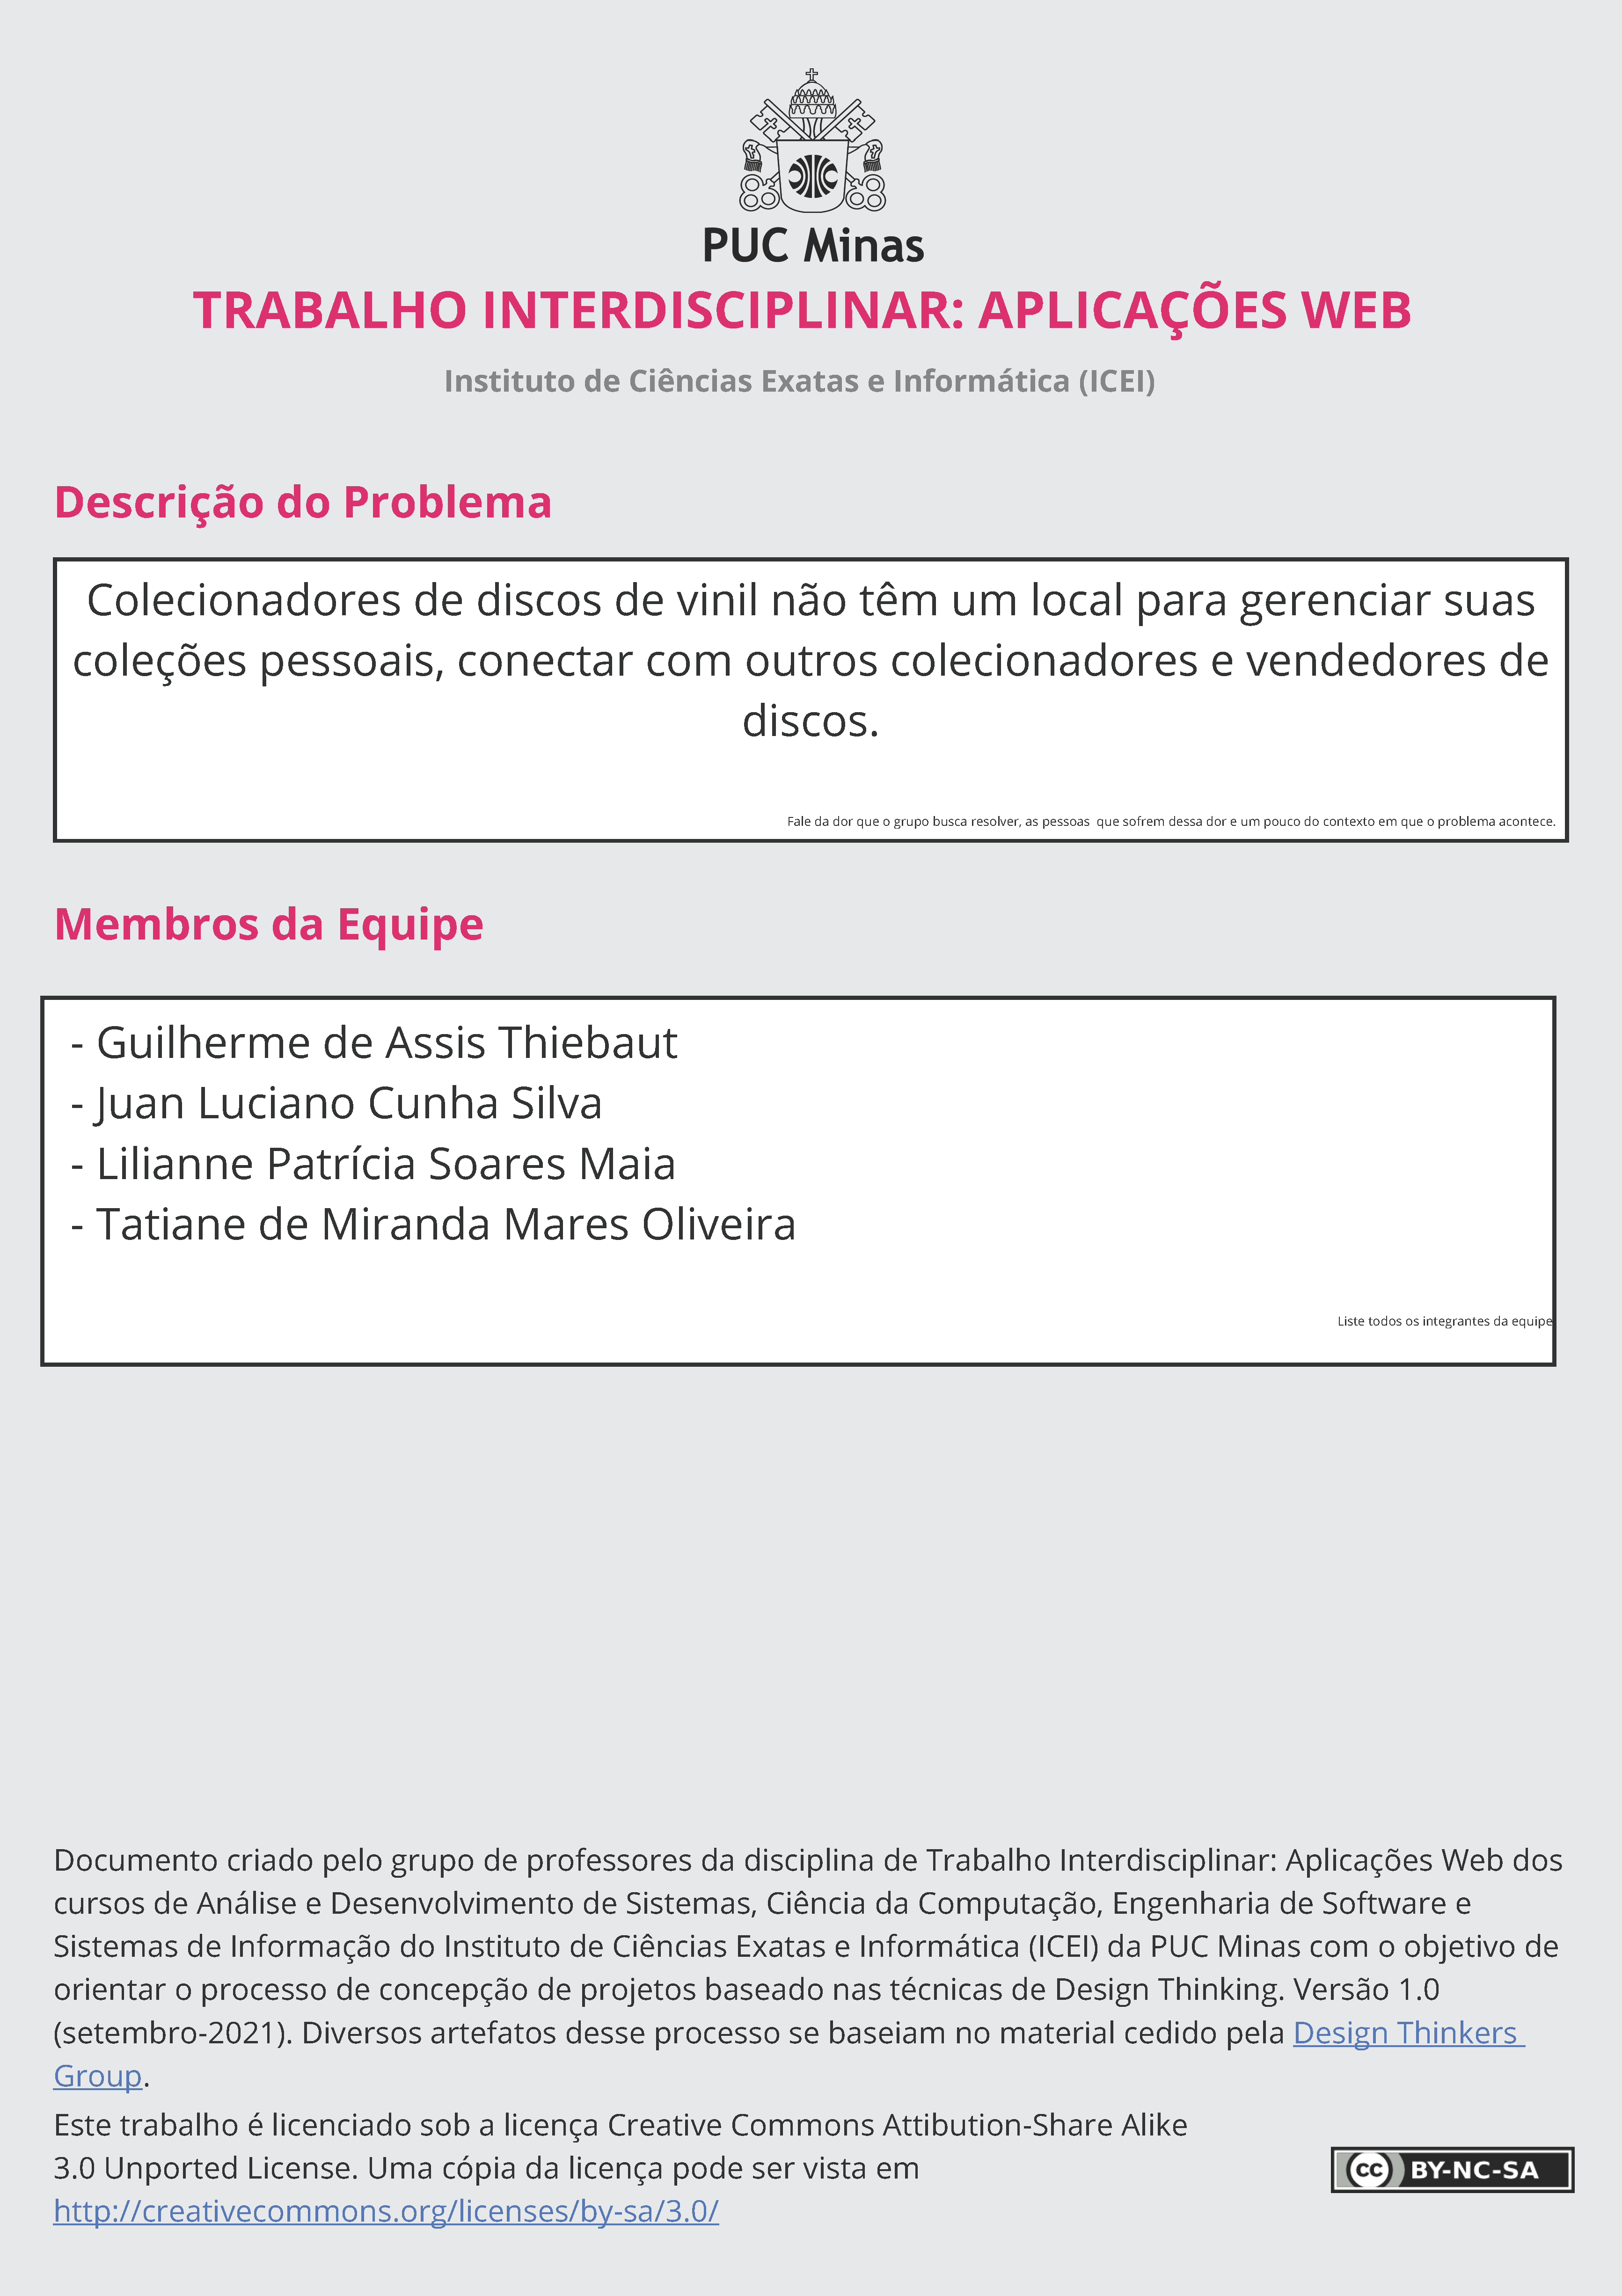 PUC Minas
TRABALHO INTERDISCIPLINAR: APLICAÇÕES WEB
Instituto de Ciências Exatas e Informática (ICEI)
Descrição do Problema
Colecionadores de discos de vinil não têm um local para gerenciar suas
coleções pessoais, conectar com outros colecionadores e vendedores de
discos.
Fale da dor que o grupo busca resolver, as pessoas que sofrem dessa dor e um pouco do contexto em que o problema acontece.
Membros da Equipe
- Guilherme de Assis Thiebaut
- Juan Luciano Cunha Silva
- Lilianne Patrícia Soares Maia
- Tatiane de Miranda Mares Oliveira
Liste todos os integrantes da equipe
Documento criado pelo grupo de professores da disciplina de Trabalho Interdisciplinar: Aplicações Web dos
cursos de Análise e Desenvolvimento de Sistemas, Ciência da Computação, Engenharia de Software e
Sistemas de Informação do Instituto de Ciências Exatas e Informática (ICEI) da PUC Minas com o objetivo de
orientar o processo de concepção de projetos baseado nas técnicas de Design Thinking. Versão 1.0
(setembro-2021). Diversos artefatos desse processo se baseiam no material cedido pela Design Thinkers
Group.
Este trabalho é licenciado sob a licença Creative Commons Attibution-Share Alike
3.0 Unported License. Uma cópia da licença pode ser vista em
http://creativecommons.org/licenses/by-sa/3.0/
cc BY-NC-SA